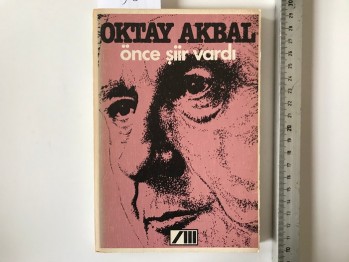 OKTAY AKBAL
önce şiir vardı